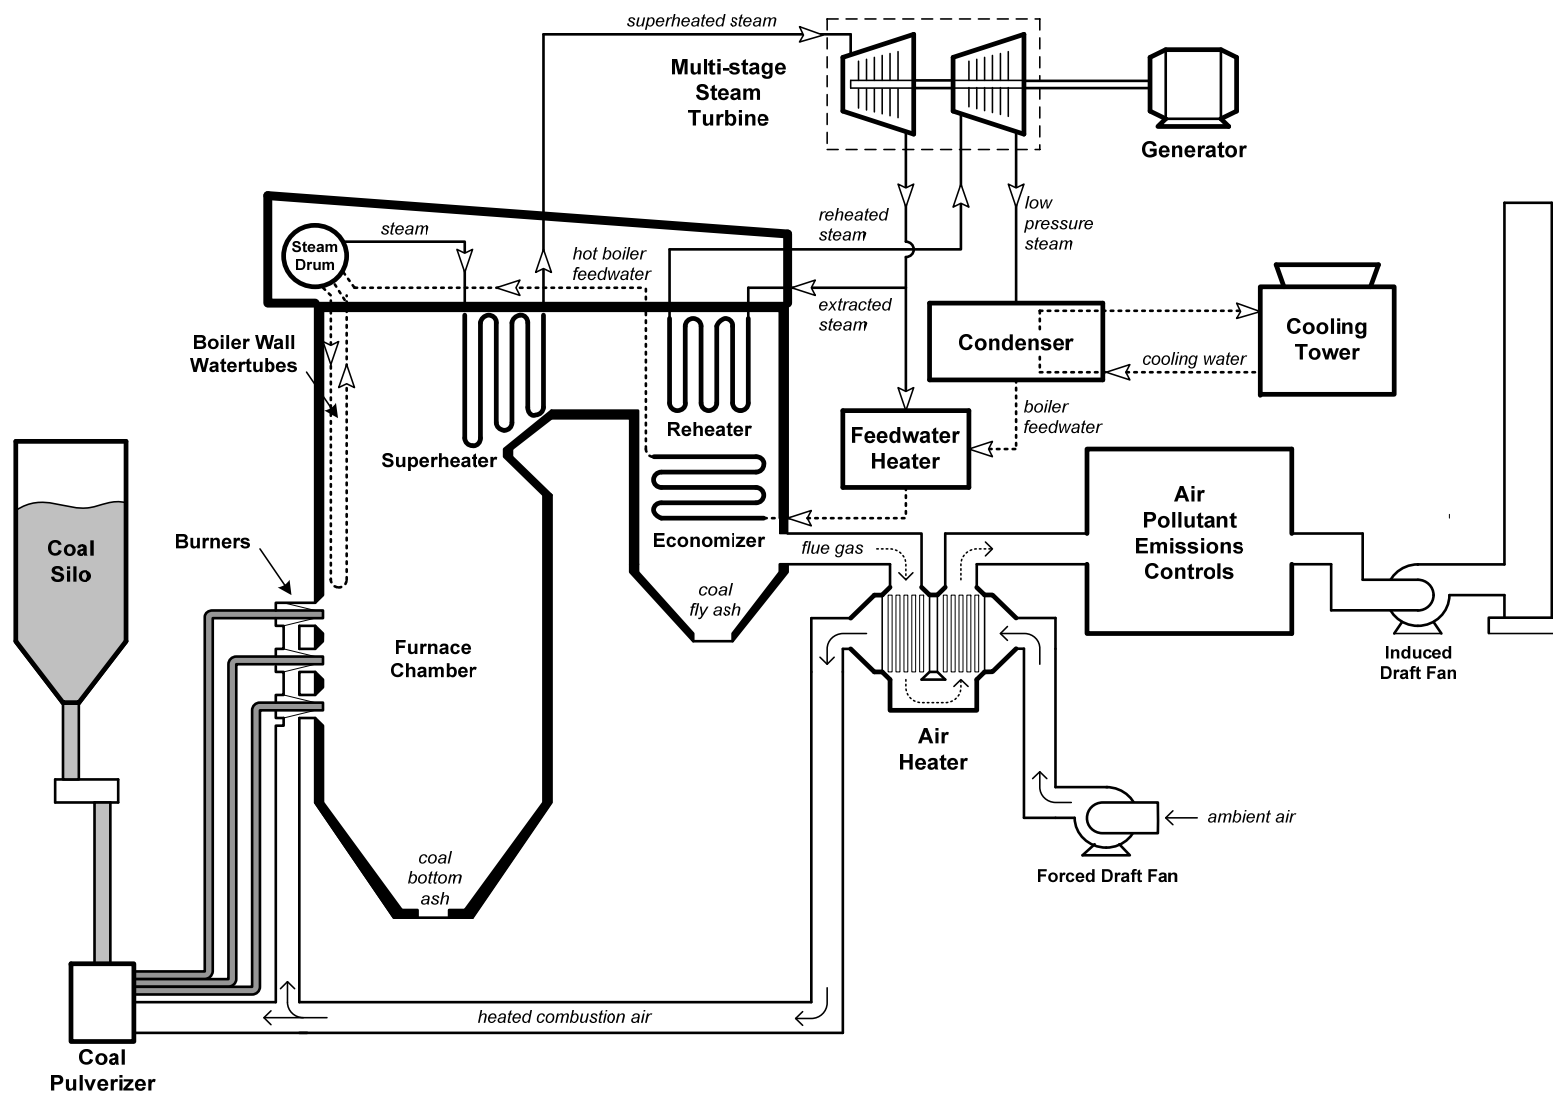 superheated steam
Multi-stage
Steam
Turbine
Generator
steam
Steam
Drum
hot boiler
feedwater
reheated
steam
low
pressure
steam
extracted
steam
Boiler Wall
Watertubes
Condenser
cooling water
Cooling
Tower
boiler
feedwater
Reheater
Superheater
Feedwater
Heater
Economizer
flue gas
Air
Pollutant
Emissions
Controls
Coal
Silo
Burners
coal
fly ash
Furnace
Chamber
Induced
Draft Fan
Air
Heater
ambient air
Forced Draft Fan
coal
bottom
ash
heated combustion air
Coal
Pulverizer